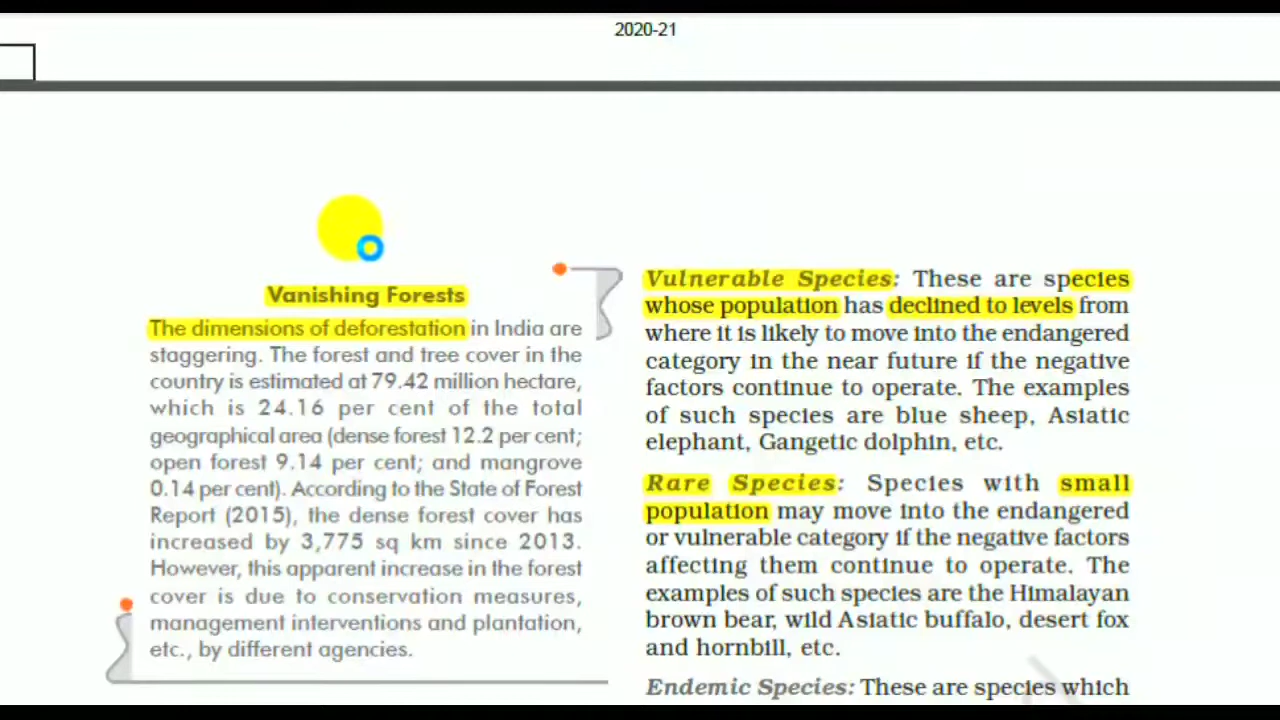 2020-21
Vanishing Forests
The dimensions of deforestation in India are
staggering. The forest and tree cover in the
country is estimated at 79.42 million hectare,
which is 24.16 per cent of the total
geographical area (dense forest 12.2 per cent;
open forest 9.14 per cent; and mangrove
0.14 per cent). According to the State of Forest
Report (2015), the dense forest cover has
increased by 3,775 sq km since 2013.
However, this apparent increase in the forest
cover is due to conservation measures,
management interventions and plantation,
etc., by different agencies.
Vulnerable Species: These are species
whose population has declined to levels from
where it is likely to move into the endangered
category in the near future if the negative
factors continue to operate. The examples
of such species are blue sheep, Asiatic
elephant, Gangetic dolphin, etc.
Rare Species: Species with small
population may move into the endangered
or vulnerable category if the negative factors
affecting them continue to operate. The
examples of such species are the Himalayan
brown bear, wild Asiatic buffalo, desert fox
and hornbill, etc.
Endemic Species: These are species which